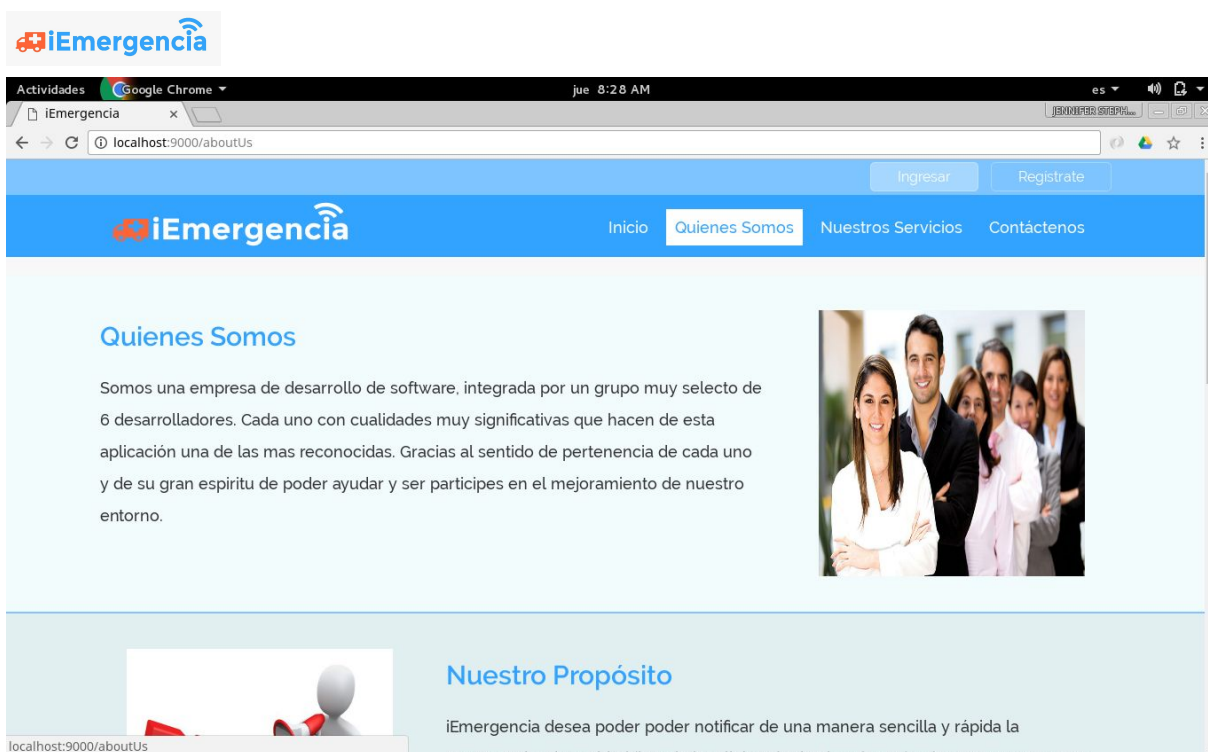 iEmergencia
Actividades Google Chrome jue 8:28 AM es
iEmergencia
localhost:9000/aboutUs
Ingresar Registrate
iEmergencia Inicio Quienes Somos Nuestros Servicios Contáctenos
Quienes Somos
Somos una empresa de desarrollo de software, integrada por un grupo muy selecto de
6 desarrolladores. Cada uno con cualidades muy significativas que hacen de esta
aplicación una de las mas reconocidas. Gracias al sentido de pertenencia de cada uno
y de su gran espiritu de poder ayudar y ser participes en el mejoramiento de nuestro
entorno.
Nuestro Propósito
iEmergencia desea poder poder notificar de una manera sencilla y rápida la
localhost:9000/aboutUs